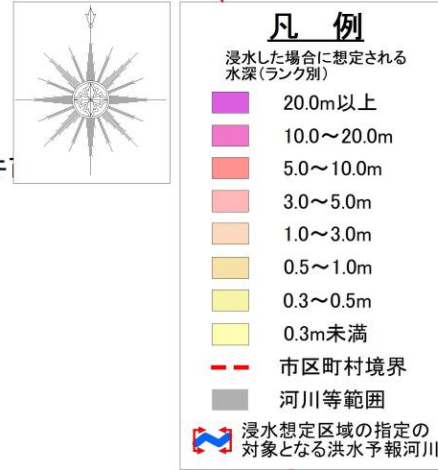 凡 例
浸水した場合に想定される
水深(ランク別)
20.0m以上
10.0～20.0m
5.0～10.0m
3.0～5.0m
1.0～3.0m
0.5～1.0m
0.3～0.5m
0.3m未満
市区町村境界
河川等範囲
浸水想定区域の指定の
対象となる洪水予報河川